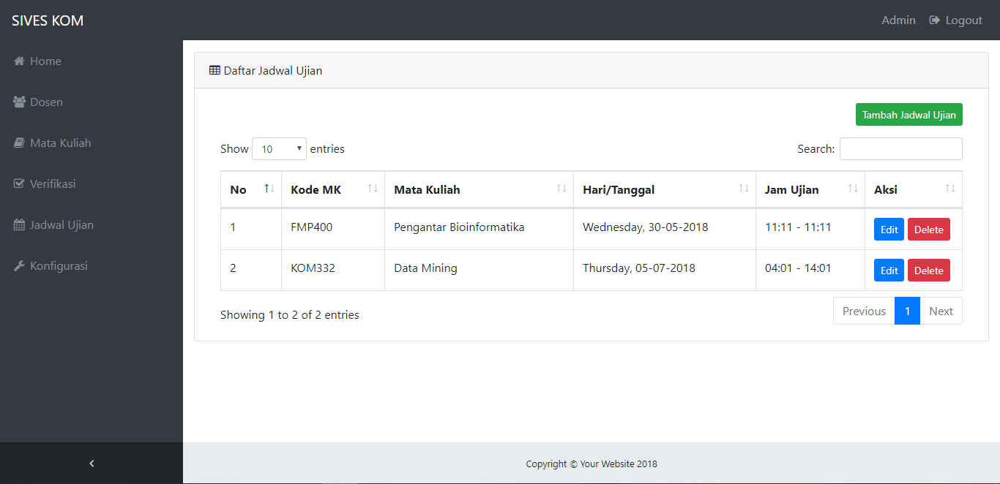 SIVES KOM
Admin Logout
Home
Dosen
Mata Kuliah
Verifikasi
Jadwal Ujian
Konfigurasi
Daftar Jadwal Ujian
Tambah Jadwal Ujian
Show 10 entries Search:
No Kode MK Mata Kuliah Hari/Tanggal Jam Ujian Aksi
1 FMP400 Pengantar Bioinformatika Wednesday, 30-05-2018 11:11 - 11:11 Edit Delete
2 KOM332 Data Mining Thursday, 05-07-2018 04:01 - 14:01 Edit Delete
Showing 1 to 2 of 2 entries Previous 1 Next
Copyright © Your Website 2018